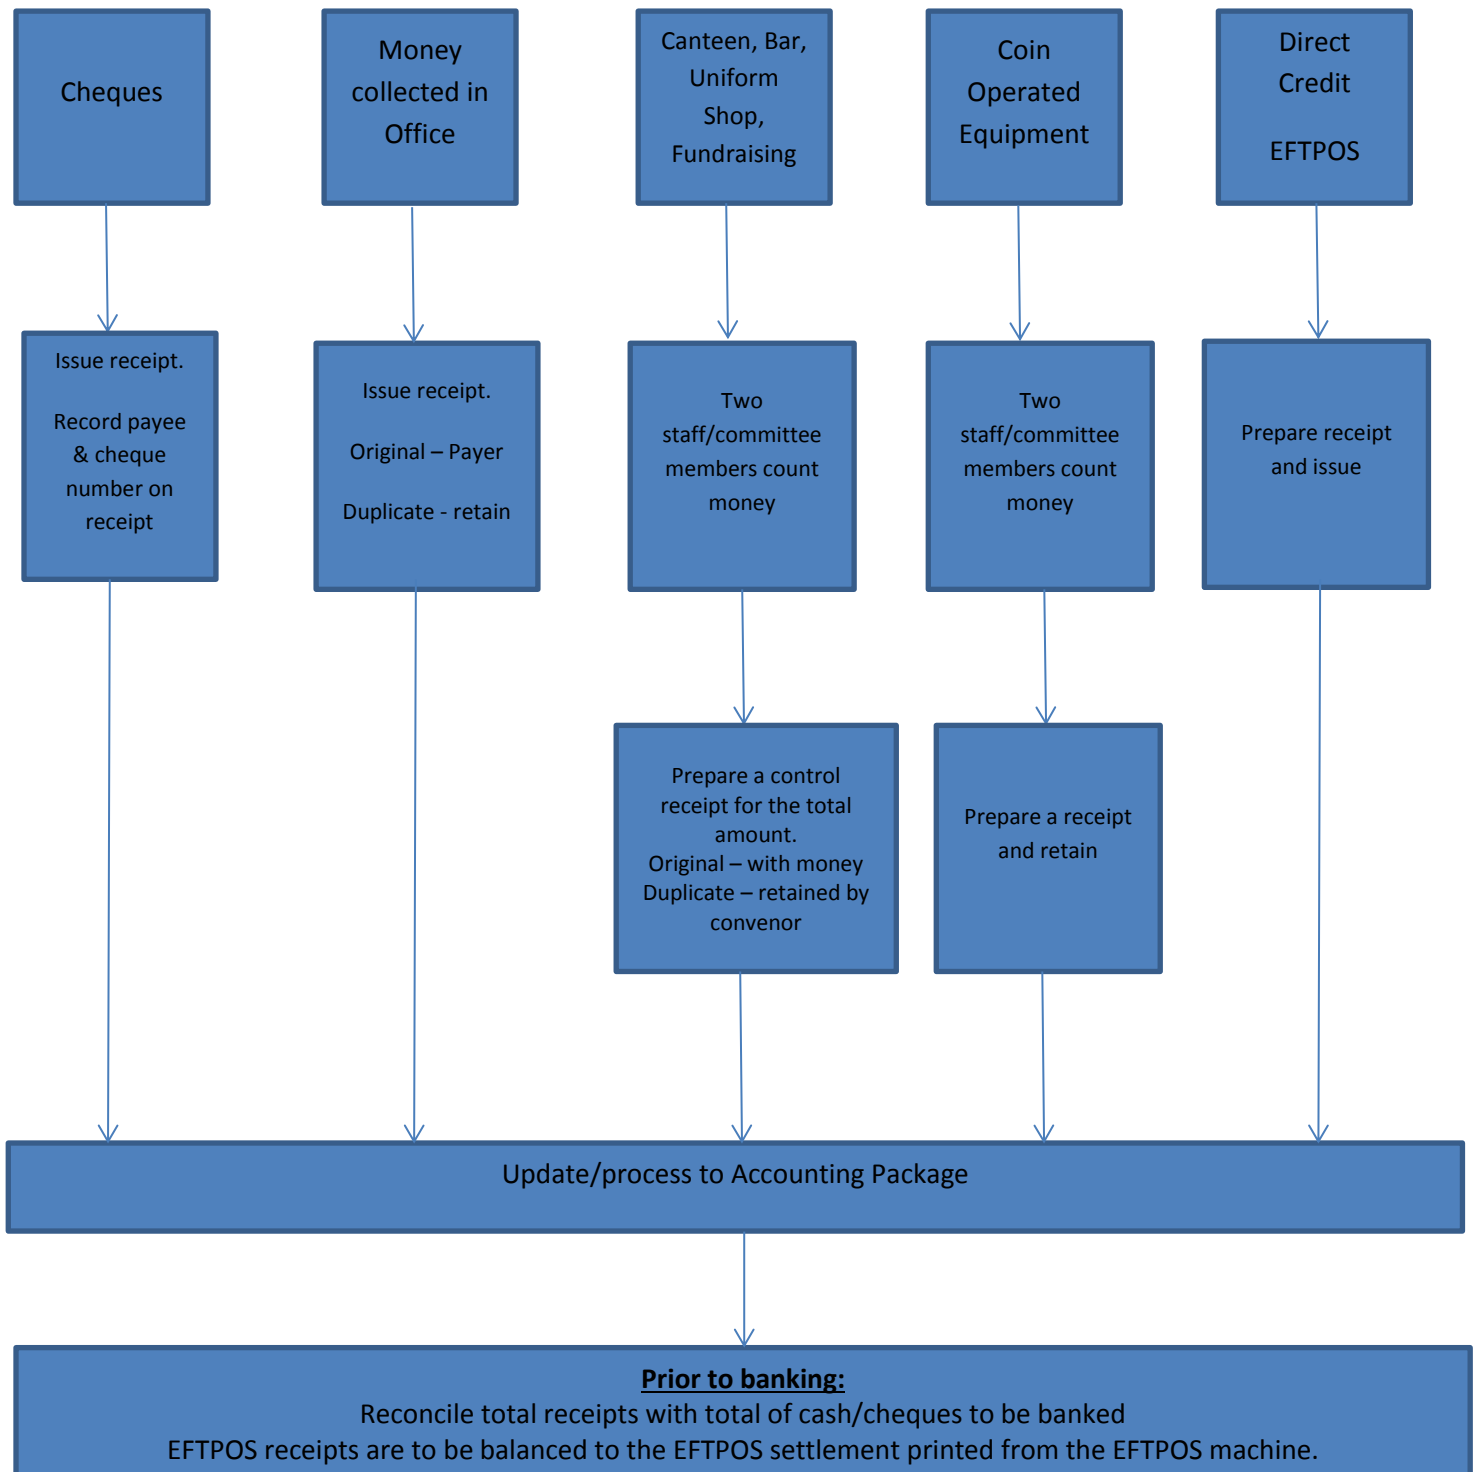 Cheques
Money
collected in
Office
Canteen, Bar,
Uniform
Shop,
Fundraising
Coin
Operated
Equipment
Direct
Credit
EFTPOS
Issue receipt.
Record payee
& cheque
number on
receipt
Issue receipt.
Original – Payer
Duplicate - retain
Two
staff/committee
members count
money
Two
staff/committee
members count
money
Prepare receipt
and issue
Prepare a control
receipt for the total
amount.
Original – with money
Duplicate – retained by
convenor
Prepare a receipt
and retain
Update/process to Accounting Package
Prior to banking:
Reconcile total receipts with total of cash/cheques to be banked
EFTPOS receipts are to be balanced to the EFTPOS settlement printed from the EFTPOS machine.